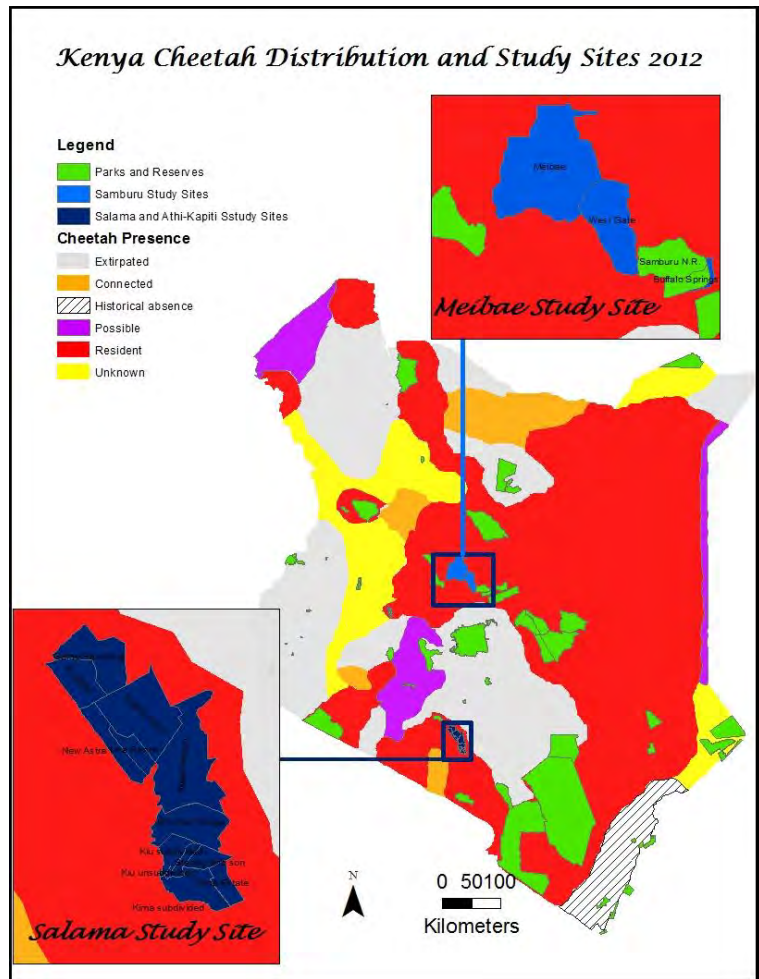 Kenya Cheetah Distribution and Study Sites 2012
Legend
Parks and Reserves
Samburu Study Sites
Salama and Athi-Kapiti Sstudy Sites
Cheetah Presence
Extirpated
Connected
Historical absence
Possible
Resident
Unknown
Meibae
West Gate
Samburu N.R.
Buffalo Springs
Meibae Study Site
New Astra
Kiu
son
Kiu
Kima subdivided
Salama Study Site
N
0 50100
Kilometers